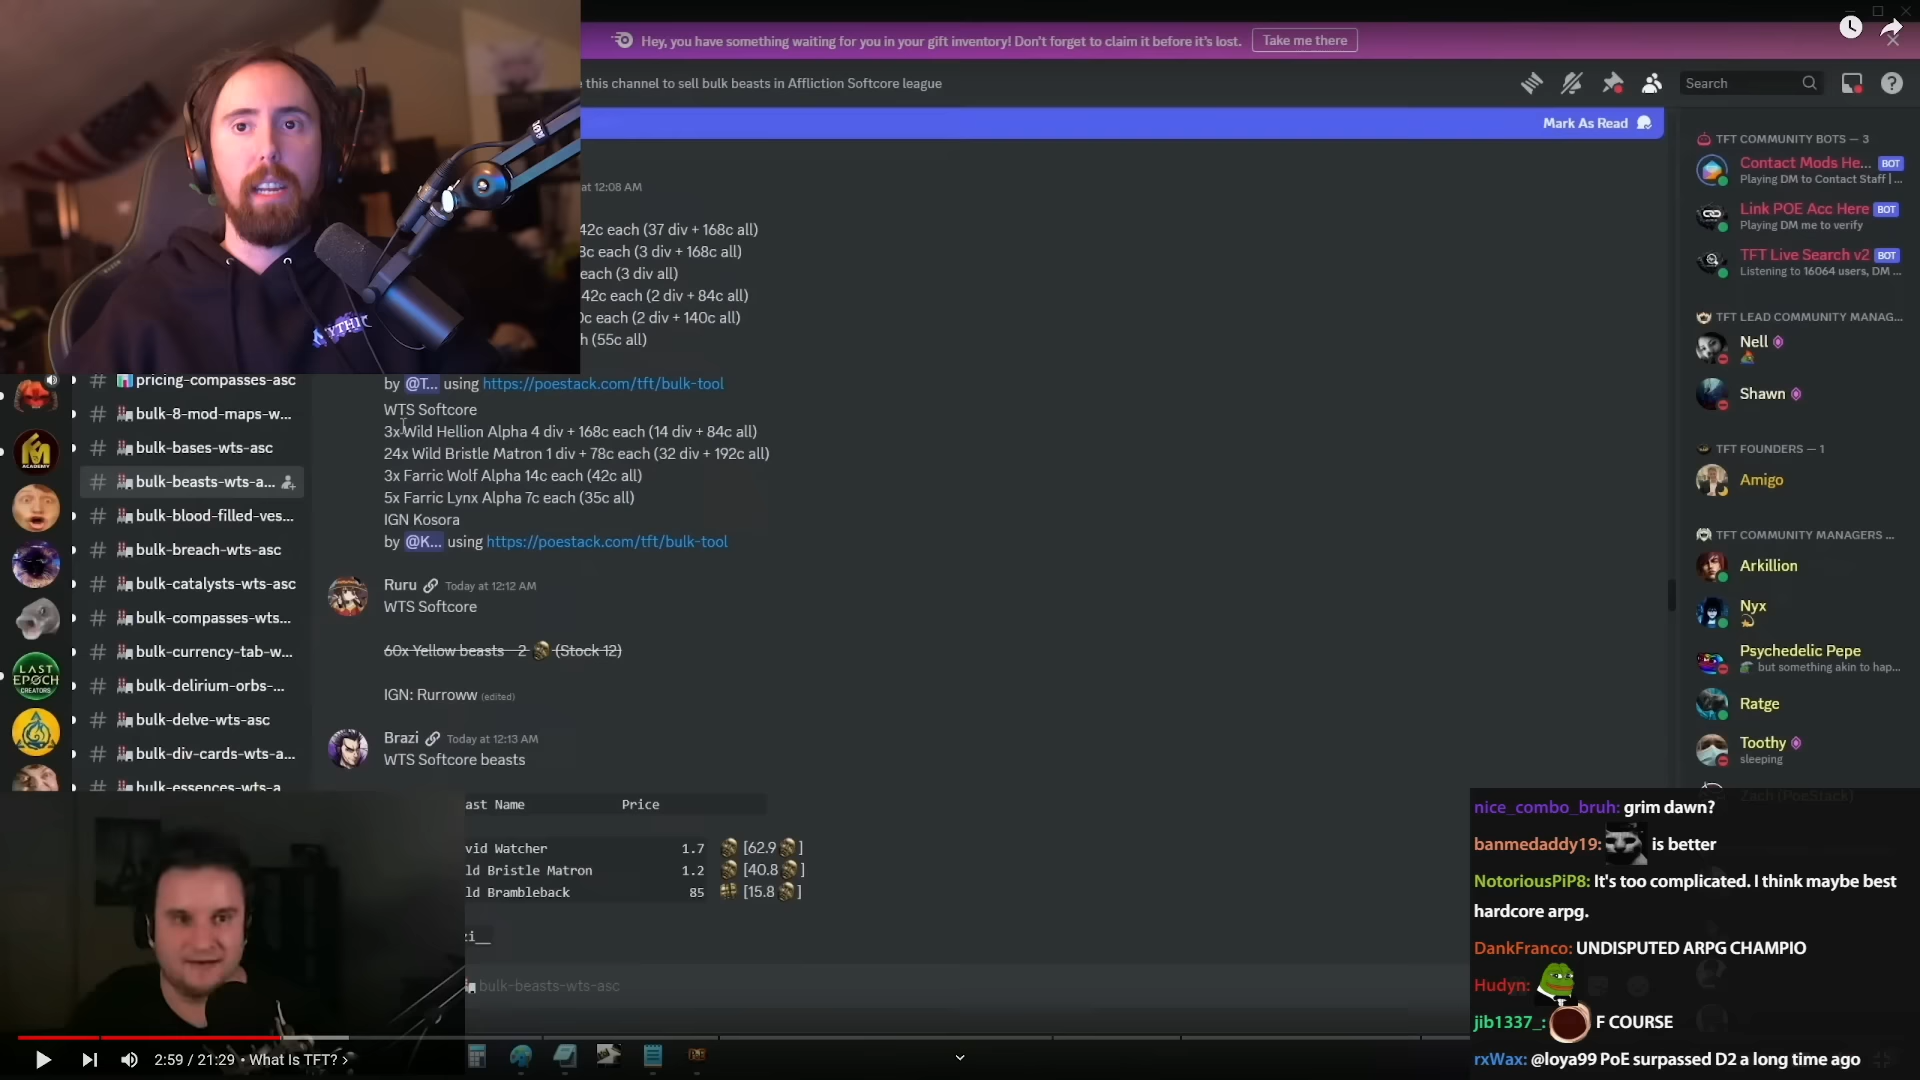 Hey, you have something waiting for you in your gift inventory! Don't forget to claim it before it's lost.
Take me there
this channel to sell bulk beasts in Affliction Softcore league
Search
Mark As Read
at 12:08 AM
42c each (37 div + 168c all)
8c each (3 div + 168c all)
each (3 div all)
42c each (2 div + 84c all)
0c each (2 div + 140c all)
(55c all)
by @T... using https://poestack.com/tft/bulk-tool
WTS Softcore
3x Wild Hellion Alpha 4 div + 168c each (14 div + 84c all)
24x Wild Bristle Matron 1 div + 78c each (32 div + 192c all)
3x Farric Wolf Alpha 14c each (42c all)
5x Farric Lynx Alpha 7c each (35c all)
IGN Kosora
by @K... using https://poestack.com/tft/bulk-tool
Ruru Today at 12:12 AM
WTS Softcore
60x Yellow beasts - 2 (Stock 12)
IGN: Rurroww (edited)
Brazi Today at 12:13 AM
WTS Softcore beasts
ast Name Price
vid Watcher 1.7 [62.9 ]
ld Bristle Matron 1.2 [40.8 ]
ld Brambleback 85 [15.8 ]
zi__
bulk-beasts-wts-asc
# pricing-compasses-asc
# bulk-8-mod-maps-w...
# bulk-bases-wts-asc
# bulk-beasts-wts-a...
# bulk-blood-filled-ves...
# bulk-breach-wts-asc
# bulk-catalysts-wts-asc
# bulk-compasses-wts...
# bulk-currency-tab-w...
# bulk-delirium-orbs-...
# bulk-delve-wts-asc
# bulk-div-cards-wts-a...
# bulk-essences-wts-a
ACADEMY
LAST
EPOCH
CREATORS
MYTHIC
TFT COMMUNITY BOTS — 3
Contact Mods He... BOT
Playing DM to Contact Staff | ...
Link POE Acc Here BOT
Playing DM me to verify
TFT Live Search v2 BOT
Listening to 16064 users, DM ...
TFT LEAD COMMUNITY MANAG...
Nell
Shawn
TFT FOUNDERS — 1
Amigo
TFT COMMUNITY MANAGERS ...
Arkillion
Nyx
Psychedelic Pepe
but something akin to hap...
Ratge
Toothy
sleeping
Zach (PoeStack)
nice_combo_bruh: grim dawn?
banmedaddy19: is better
NotoriousPiP8: It's too complicated. I think maybe best
hardcore arpg.
DankFranco: UNDISPUTED ARPG CHAMPIO
Hudyn:
jib1337_: F COURSE
rxWax: @loya99 PoE surpassed D2 a long time ago
2:59 / 21:29 • What Is TFT? >